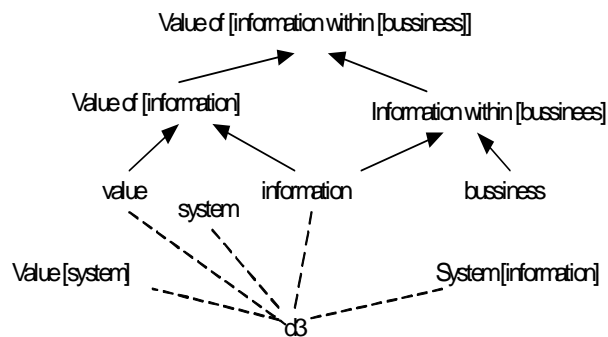 Value of [information within [bussiness]]
Value of [information]
Information within [bussinees]
value
information
bussiness
system
Value [system]
System[information]
d3